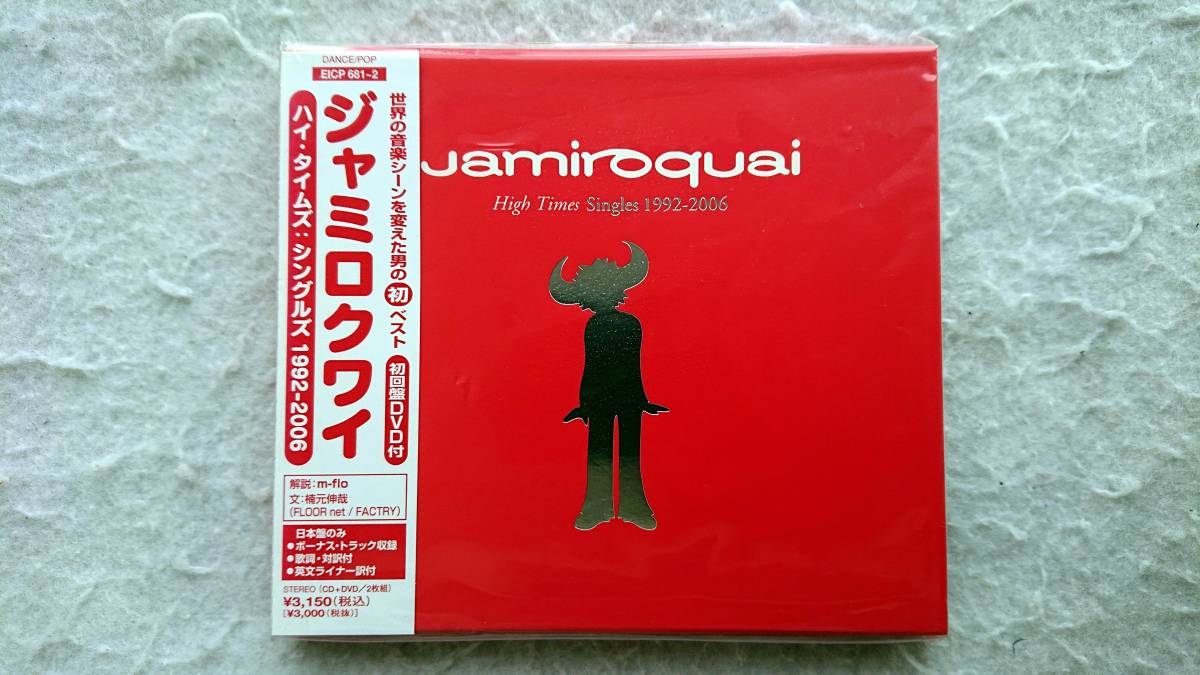 DANCE/POP
EICP 681~2
世界の音楽シーンを変えた男の初ベスト
初回盤DVD付
ジャミロクワイ
ハイ・タイムズ:シングルズ 1992-2006
解説:m-flo
文:楠元伸哉
(FLOOR net / FACTRY)
日本盤のみ
●ボーナス・トラック収録
●歌詞・対訳付
●英文ライナー訳付
STEREO [CD+DVD/2枚組]
¥3,150(税込)
[¥3,000(税抜)]
Jamiroquai
High Times Singles 1992-2006